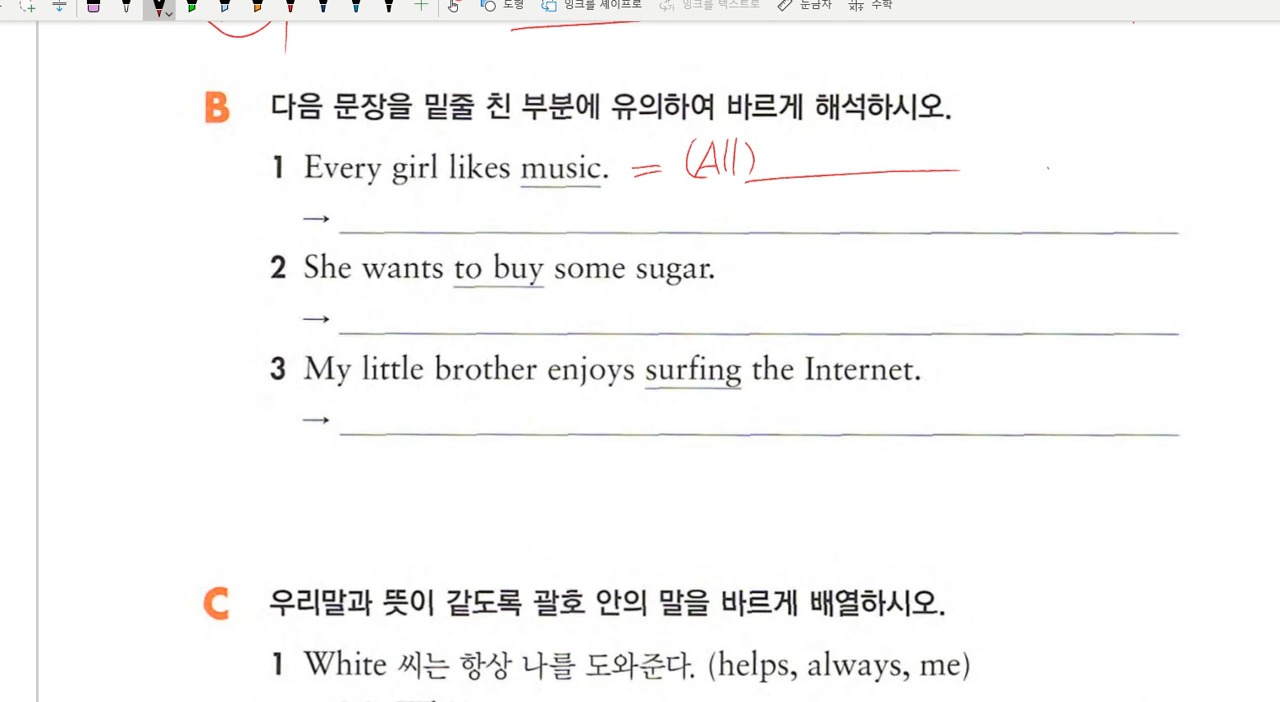 도형 잉크를 셰이프로 잉크를 텍스트로 눈금자 수학
B 다음 문장을 밑줄 친 부분에 유의하여 바르게 해석하시오.
1 Every girl likes music. = (All)
→
2 She wants to buy some sugar.
→
3 My little brother enjoys surfing the Internet.
→
C 우리말과 뜻이 같도록 괄호 안의 말을 바르게 배열하시오.
1 White 씨는 항상 나를 도와준다. (helps, always, me)